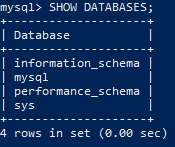 mysql> SHOW DATABASES;
+--------------------+
| Database           |
+--------------------+
| information_schema |
| mysql              |
| performance_schema |
| sys                |
+--------------------+
4 rows in set (0.00 sec)